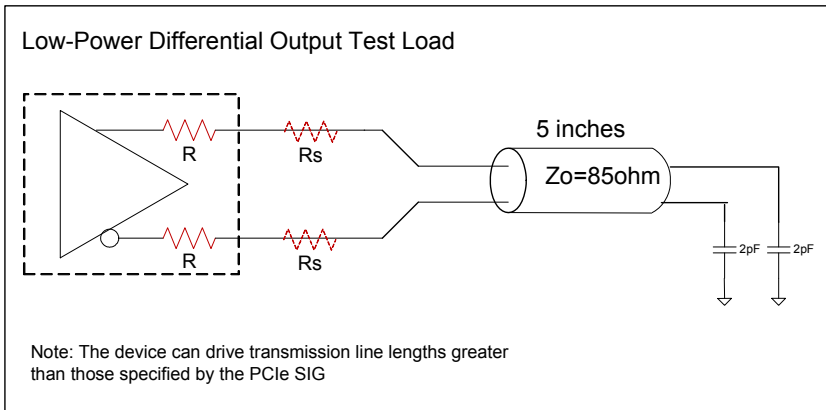 Low-Power Differential Output Test Load
R
Rs
5 inches
Zo=85ohm
R
Rs
2pF
2pF
Note: The device can drive transmission line lengths greater
than those specified by the PCIe SIG